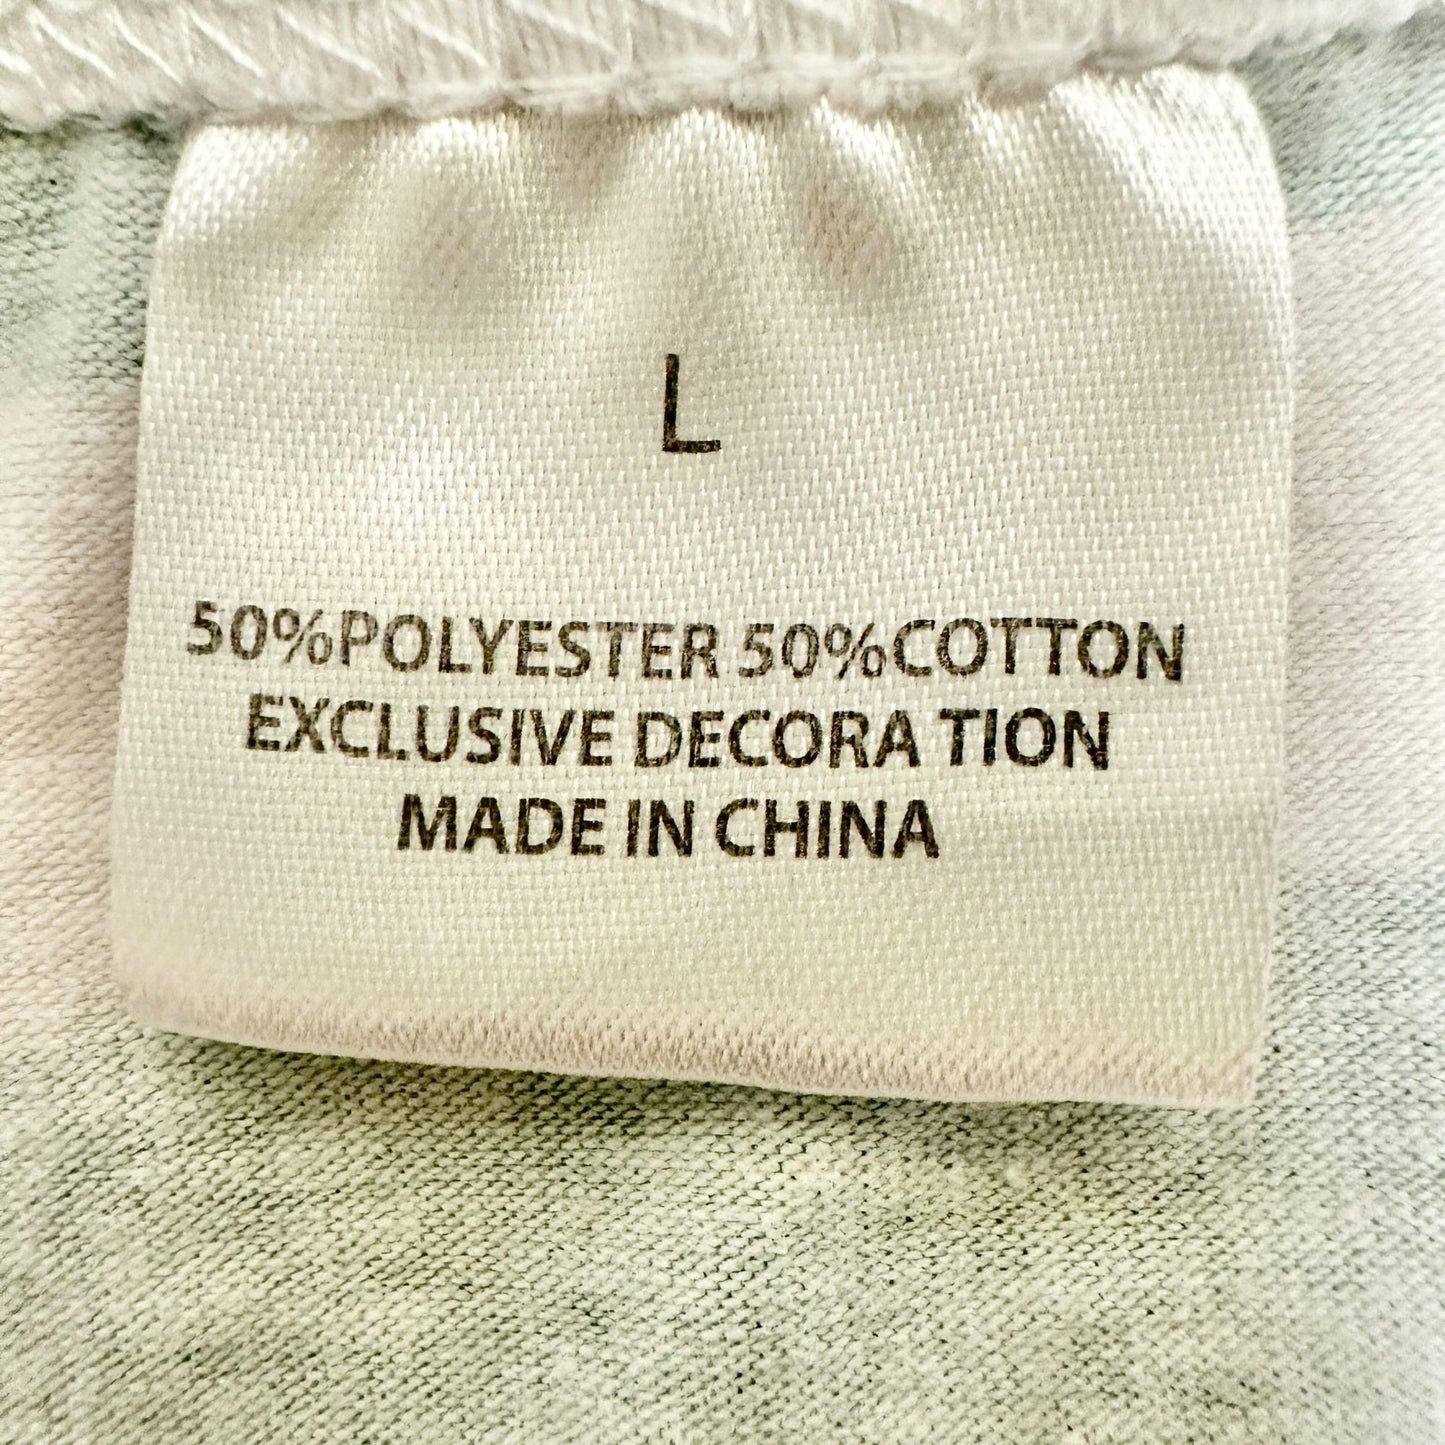 L
50%POLYESTER 50%COTTON
EXCLUSIVE DECORA TION
MADE IN CHINA